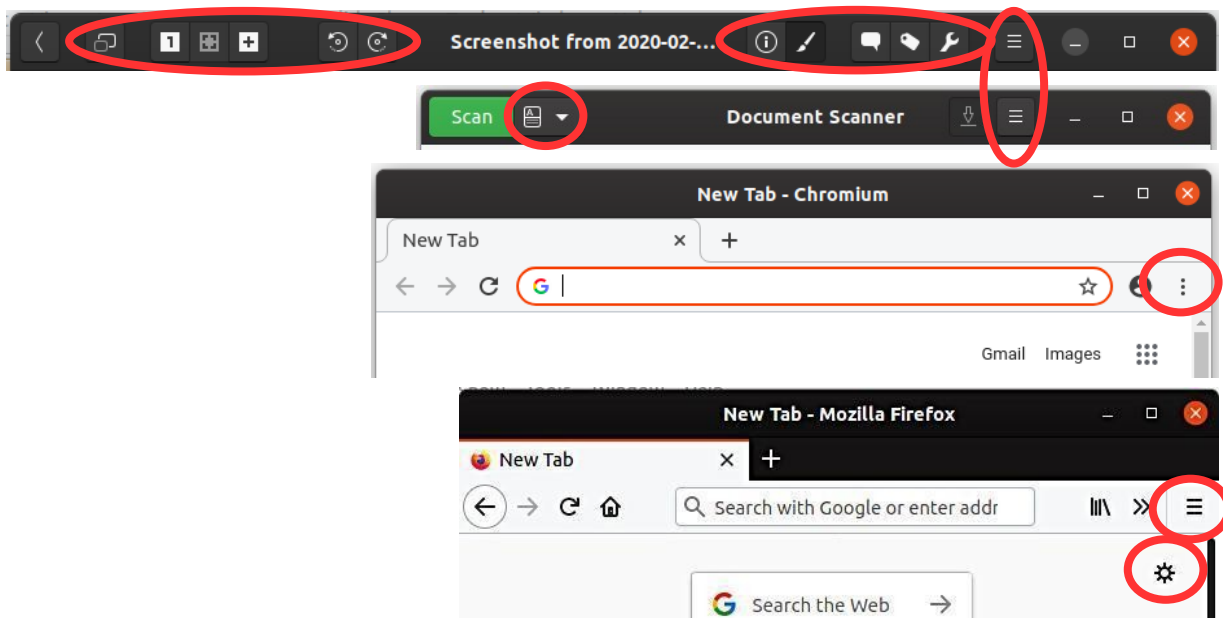 1 Screenshot from 2020-02-...
Scan A Document Scanner
New Tab - Chromium
New Tab
G
Gmail Images
New Tab - Mozilla Firefox
New Tab
Search with Google or enter addr
G Search the Web